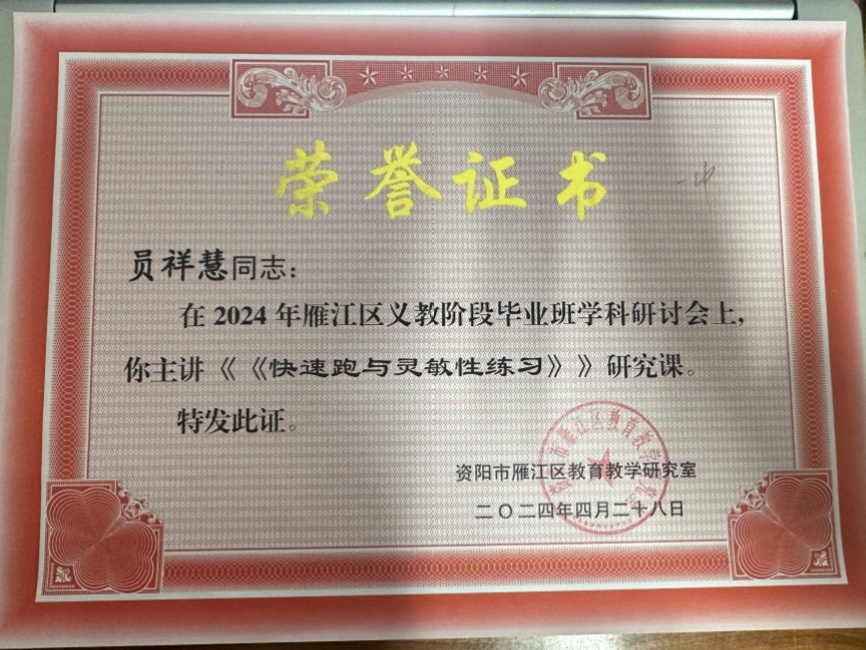 荣誉证书
一中
员祥慧同志：
在2024年雁江区义教阶段毕业班学科研讨会上，
你主讲《《快速跑与灵敏性练习》》研究课。
特发此证。
资阳市雁江区教育教学研究室
二〇二四年四月二十八日